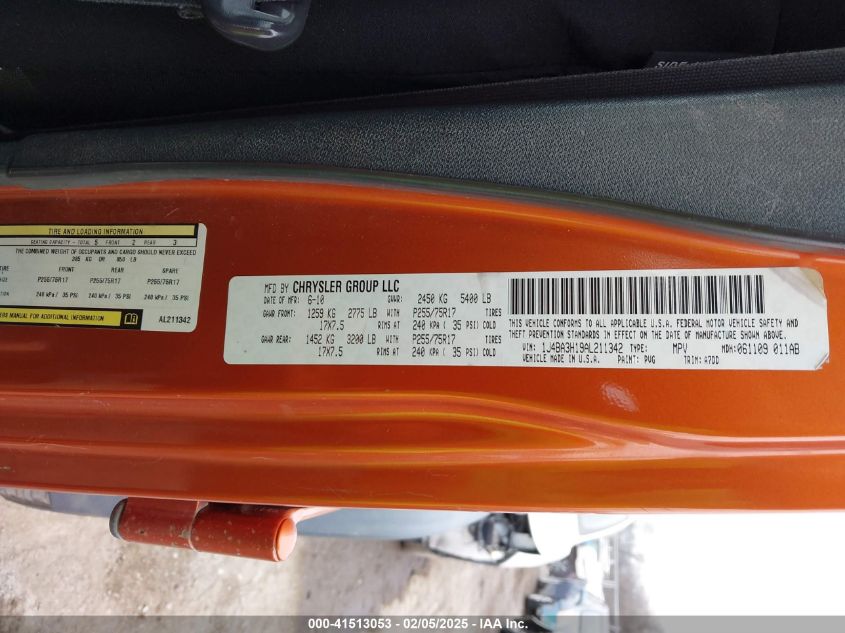 SIDE
TIRE AND LOADING INFORMATION
SEATING CAPACITY - TOTAL 5 FRONT 2 REAR 3
THE COMBINED WEIGHT OF OCCUPANTS AND CARGO SHOULD NEVER EXCEED
385 KG OR 850 LB
FRONT REAR SPARE
P255/75R17 P255/75R17 P255/75R17
240 kPa / 35 PSI 240 kPa / 35 PSI 240 kPa / 35 PSI
MANUAL FOR ADDITIONAL INFORMATION
AL211342
MFD BY CHRYSLER GROUP LLC
DATE OF MFR: 6-10 GVWR: 2450 KG 5400 LB
GAWR FRONT: 1259 KG 2775 LB WITH P255/75R17 TIRES
17X7.5 RIMS AT 240 KPA ( 35 PSI) COLD
GAWR REAR: 1452 KG 3200 LB WITH P255/75R17 TIRES
17X7.5 RIMS AT 240 KPA ( 35 PSI) COLD
THIS VEHICLE CONFORMS TO ALL APPLICABLE U.S.A. FEDERAL MOTOR VEHICLE SAFETY AND
THEFT PREVENTION STANDARDS IN EFFECT ON THE DATE OF MANUFACTURE SHOWN ABOVE.
VIN: 1J4BA3H19AL211342 TYPE: MPV MDH: 061109 011AB
VEHICLE MADE IN U.S.A. PAINT: PVG TRIM: A7DD
000-41513053 - 02/05/2025 - IAA Inc.